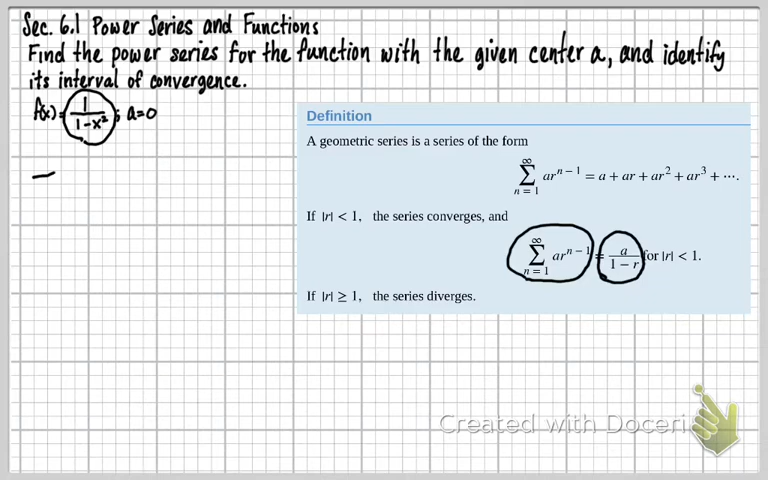 Sec. 6.1 Power Series and Functions
Find the power series for the function with the given center a, and identify
its interval of convergence.
f(x)= 1/(1-x²); a=0
Definition
A geometric series is a series of the form
∞∑n = 1 arⁿ⁻¹ = a + ar + ar² + ar³ + ⋯.
If |r| < 1, the series converges, and
∞∑n = 1 arⁿ⁻¹ = a/(1 − r) for |r| < 1.
If |r| ≥ 1, the series diverges.
Created with Doceri